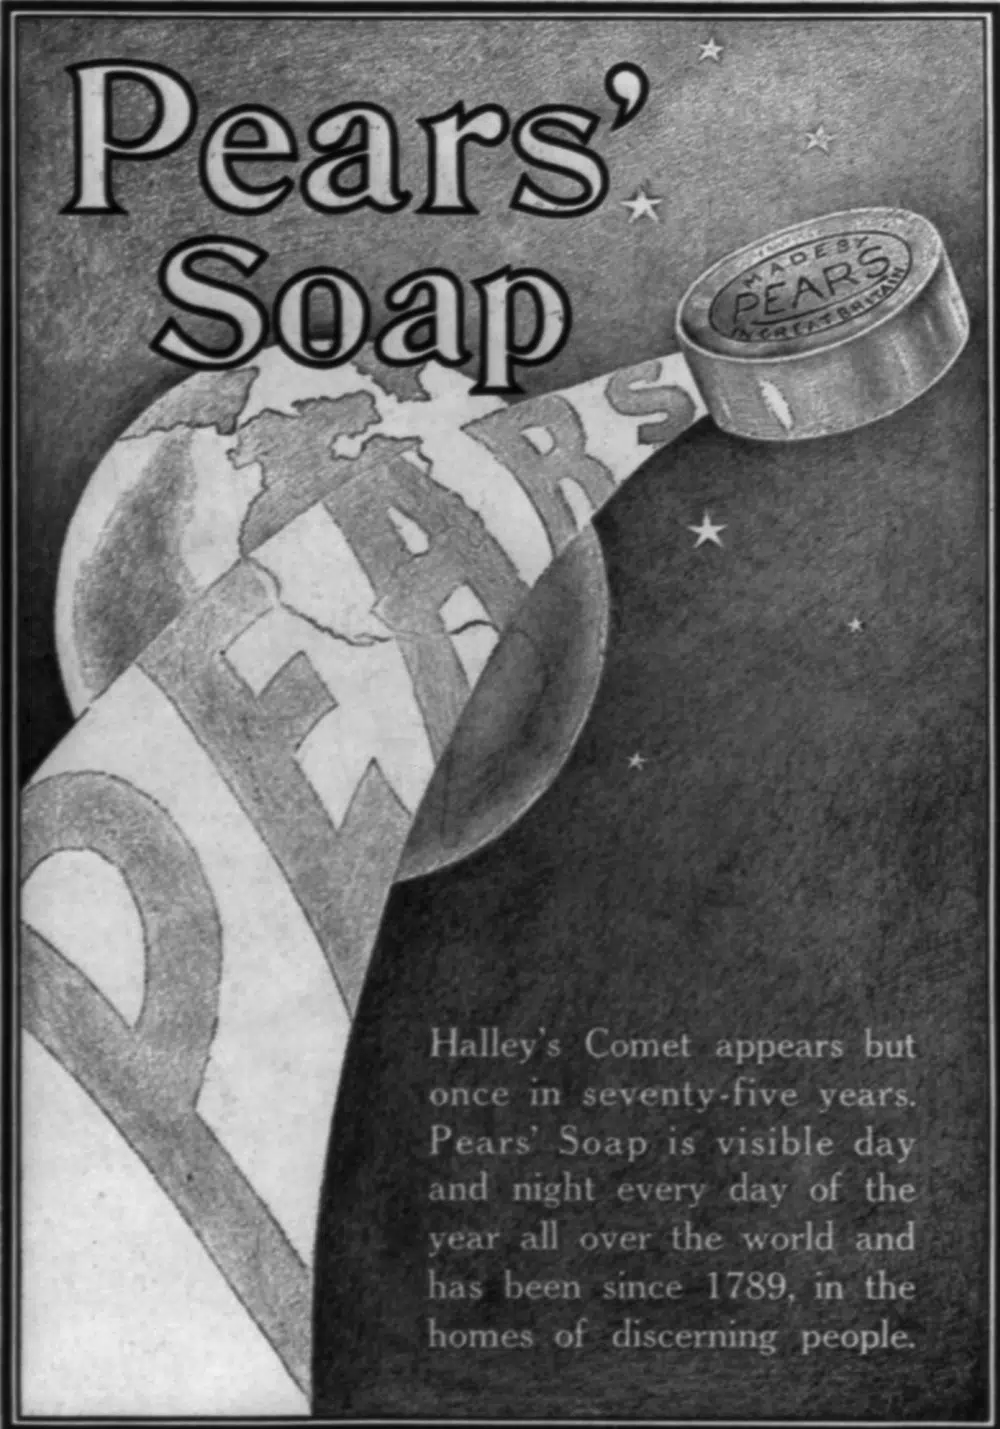 Pears'
Soap
MADE BY
PEARS
IN GREAT BRITAIN
PEARS
Halley's Comet appears but
once in seventy-five years.
Pears' Soap is visible day
and night every day of the
year all over the world and
has been since 1789, in the
homes of discerning people.